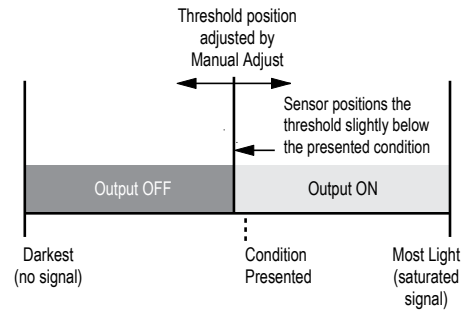 Threshold position
adjusted by
Manual Adjust
Sensor positions the
threshold slightly below
the presented condition
Output OFF
Output ON
Darkest
(no signal)
Condition
Presented
Most Light
(saturated
signal)